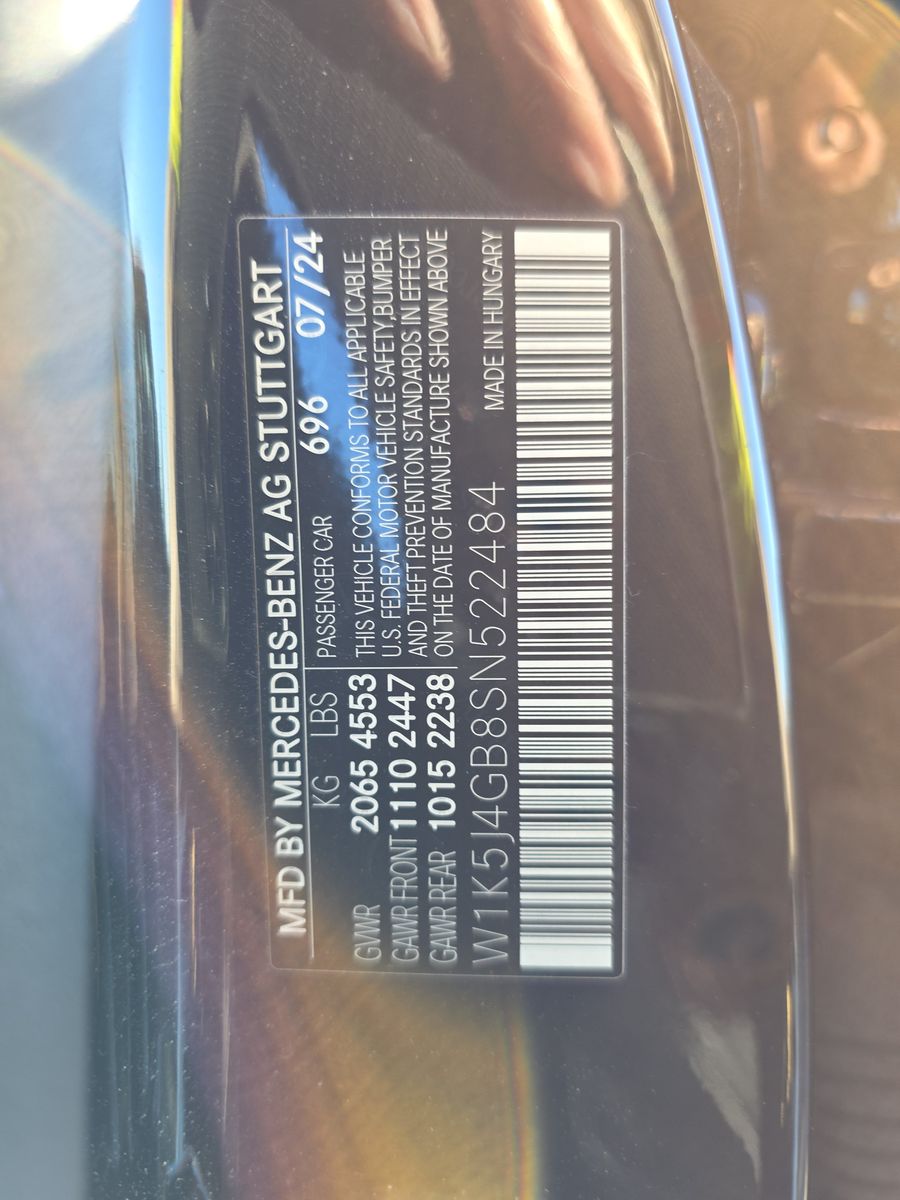 MFD BY MERCEDES-BENZ AG STUTTGART
KG LBS PASSENGER CAR 696 07/24
GVWR 2065 4553 THIS VEHICLE CONFORMS TO ALL APPLICABLE
GAWR FRONT 1110 2447 U.S. FEDERAL MOTOR VEHICLE SAFETY,BUMPER
GAWR REAR 1015 2238 AND THEFT PREVENTION STANDARDS IN EFFECT
ON THE DATE OF MANUFACTURE SHOWN ABOVE
W1K5J4GB8SN522484 MADE IN HUNGARY